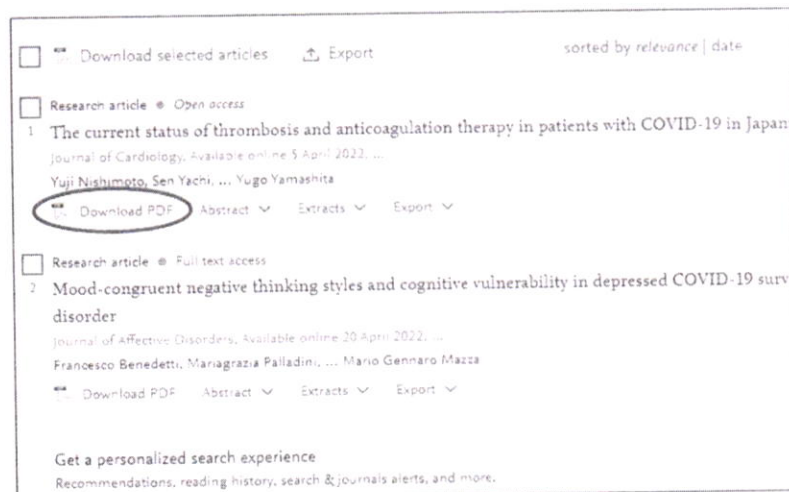 Download selected articles Export sorted by relevance | date
Research article Open access
1 The current status of thrombosis and anticoagulation therapy in patients with COVID-19 in Japan
Journal of Cardiology, Available online 5 April 2022, ...
Yuji Nishimoto, Sen Yachi, ... Yugo Yamashita
Download PDF Abstract Extracts Export
Research article Full text access
2 Mood-congruent negative thinking styles and cognitive vulnerability in depressed COVID-19 surv
disorder
Journal of Affective Disorders, Available online 20 April 2022, ...
Francesco Benedetti, Mariagrazia Palladini, ... Mario Gennaro Mazza
Download PDF Abstract Extracts Export
Get a personalized search experience
Recommendations, reading history, search & journals alerts, and more.